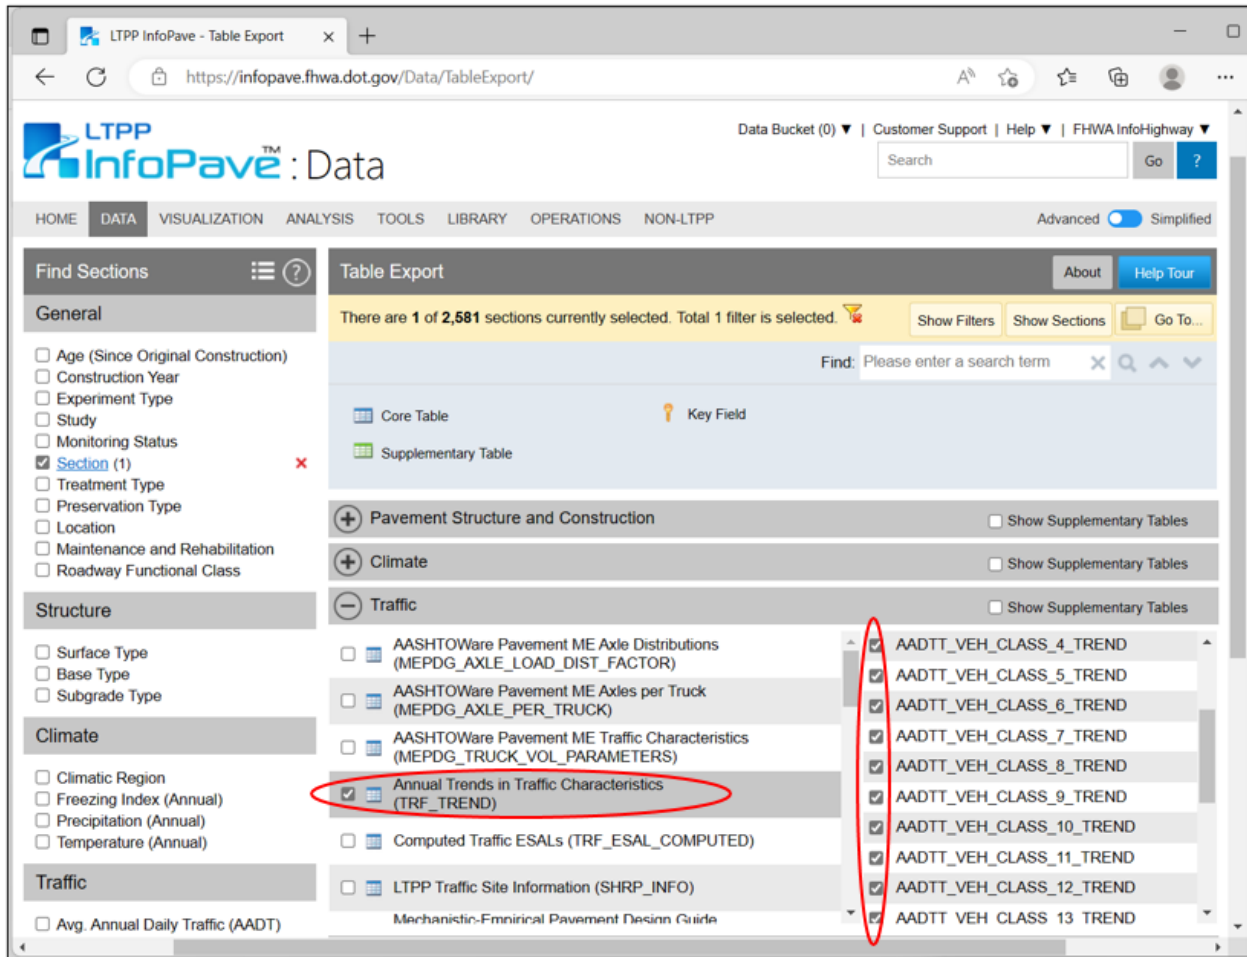 LTPP InfoPave - Table Export
https://infopave.fhwa.dot.gov/Data/TableExport/
LTPP
InfoPave™ : Data
Data Bucket (0) ▼ | Customer Support | Help ▼ | FHWA InfoHighway ▼
Search
Go
?
HOME DATA VISUALIZATION ANALYSIS TOOLS LIBRARY OPERATIONS NON-LTPP
Advanced Simplified
Find Sections
?
General
Age (Since Original Construction)
Construction Year
Experiment Type
Study
Monitoring Status
Section (1)
Treatment Type
Preservation Type
Location
Maintenance and Rehabilitation
Roadway Functional Class
Structure
Surface Type
Base Type
Subgrade Type
Climate
Climatic Region
Freezing Index (Annual)
Precipitation (Annual)
Temperature (Annual)
Traffic
Avg. Annual Daily Traffic (AADT)
Table Export
About
Help Tour
There are 1 of 2,581 sections currently selected. Total 1 filter is selected.
Show Filters
Show Sections
Go To...
Find: Please enter a search term
Core Table
Key Field
Supplementary Table
Pavement Structure and Construction
Show Supplementary Tables
Climate
Show Supplementary Tables
Traffic
Show Supplementary Tables
AASHTOWare Pavement ME Axle Distributions
(MEPDG_AXLE_LOAD_DIST_FACTOR)
AASHTOWare Pavement ME Axles per Truck
(MEPDG_AXLE_PER_TRUCK)
AASHTOWare Pavement ME Traffic Characteristics
(MEPDG_TRUCK_VOL_PARAMETERS)
Annual Trends in Traffic Characteristics
(TRF_TREND)
Computed Traffic ESALs (TRF_ESAL_COMPUTED)
LTPP Traffic Site Information (SHRP_INFO)
Mechanistic-Empirical Pavement Design Guide
AADTT_VEH_CLASS_4_TREND
AADTT_VEH_CLASS_5_TREND
AADTT_VEH_CLASS_6_TREND
AADTT_VEH_CLASS_7_TREND
AADTT_VEH_CLASS_8_TREND
AADTT_VEH_CLASS_9_TREND
AADTT_VEH_CLASS_10_TREND
AADTT_VEH_CLASS_11_TREND
AADTT_VEH_CLASS_12_TREND
AADTT_VEH_CLASS_13_TREND